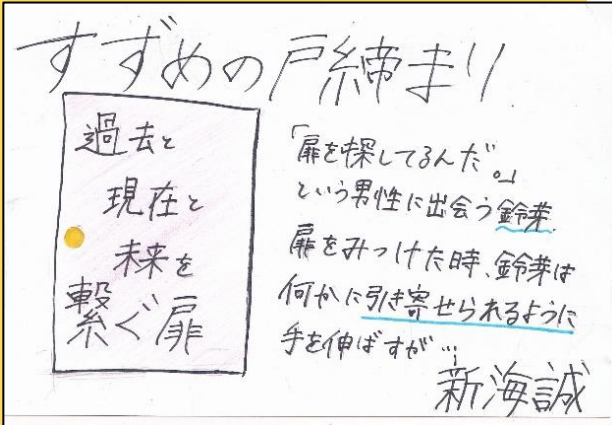 すずめの戸締まり
過去と
現在と
未来を
繋ぐ扉
「扉を探してるんだ。」
という男性に出会う鈴芽
扉をみつけた時、鈴芽は
何かに引き寄せられるように
手を伸ばすが…
新海誠